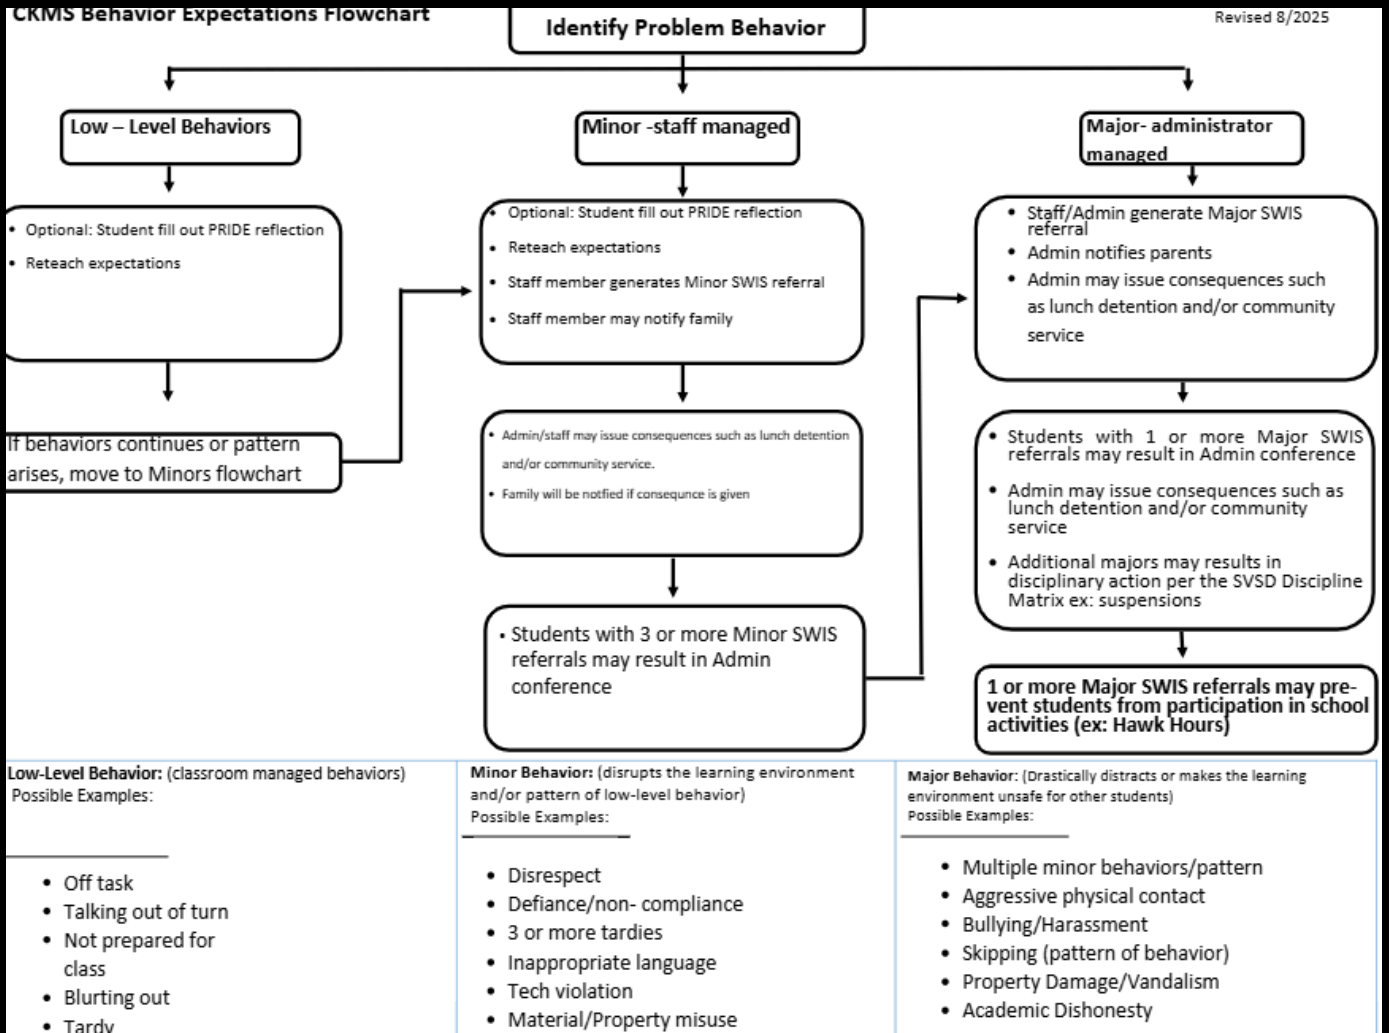 CKMS Behavior Expectations Flowchart
Identify Problem Behavior
Revised 8/2025
Low – Level Behaviors
Minor -staff managed
Major- administrator
managed
• Optional: Student fill out PRIDE reflection
• Reteach expectations
• Optional: Student fill out PRIDE reflection
• Reteach expectations
• Staff member generates Minor SWIS referral
• Staff member may notify family
• Staff/Admin generate Major SWIS
referral
• Admin notifies parents
• Admin may issue consequences such
as lunch detention and/or community
service
If behaviors continues or pattern
arises, move to Minors flowchart
• Admin/staff may issue consequences such as lunch detention
and/or community service.
• Family will be notfied if consequnce is given
• Students with 1 or more Major SWIS
referrals may result in Admin conference
• Admin may issue consequences such as
lunch detention and/or community
service
• Additional majors may results in
disciplinary action per the SVSD Discipline
Matrix ex: suspensions
• Students with 3 or more Minor SWIS
referrals may result in Admin
conference
1 or more Major SWIS referrals may pre-
vent students from participation in school
activities (ex: Hawk Hours)
Low-Level Behavior: (classroom managed behaviors)
Possible Examples:
• Off task
• Talking out of turn
• Not prepared for
class
• Blurting out
• Tardy
Minor Behavior: (disrupts the learning environment
and/or pattern of low-level behavior)
Possible Examples:
• Disrespect
• Defiance/non- compliance
• 3 or more tardies
• Inappropriate language
• Tech violation
• Material/Property misuse
Major Behavior: (Drastically distracts or makes the learning
environment unsafe for other students)
Possible Examples:
• Multiple minor behaviors/pattern
• Aggressive physical contact
• Bullying/Harassment
• Skipping (pattern of behavior)
• Property Damage/Vandalism
• Academic Dishonesty